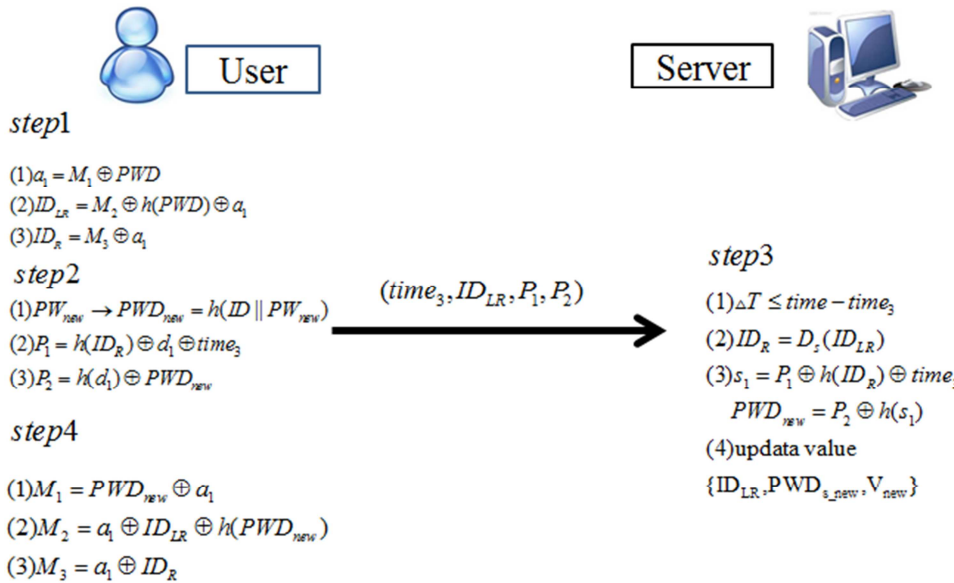 User
Server
step1
(1)a₁ = M₁ ⊕ PWD
(2)ID_LR = M₂ ⊕ h(PWD) ⊕ a₁
(3)ID_R = M₃ ⊕ a₁
step2
(1)PW_new → PWD_new = h(ID || PW_new)
(2)P₁ = h(ID_R) ⊕ d₁ ⊕ time₃
(3)P₂ = h(d₁) ⊕ PWD_new
(time₃, ID_LR, P₁, P₂)
step3
(1)△T ≤ time − time₃
(2)ID_R = D_s(ID_LR)
(3)s₁ = P₁ ⊕ h(ID_R) ⊕ time
PWD_new = P₂ ⊕ h(s₁)
(4)updata value
{ID_LR,PWD_s_new,V_new}
step4
(1)M₁ = PWD_new ⊕ a₁
(2)M₂ = a₁ ⊕ ID_LR ⊕ h(PWD_new)
(3)M₃ = a₁ ⊕ ID_R